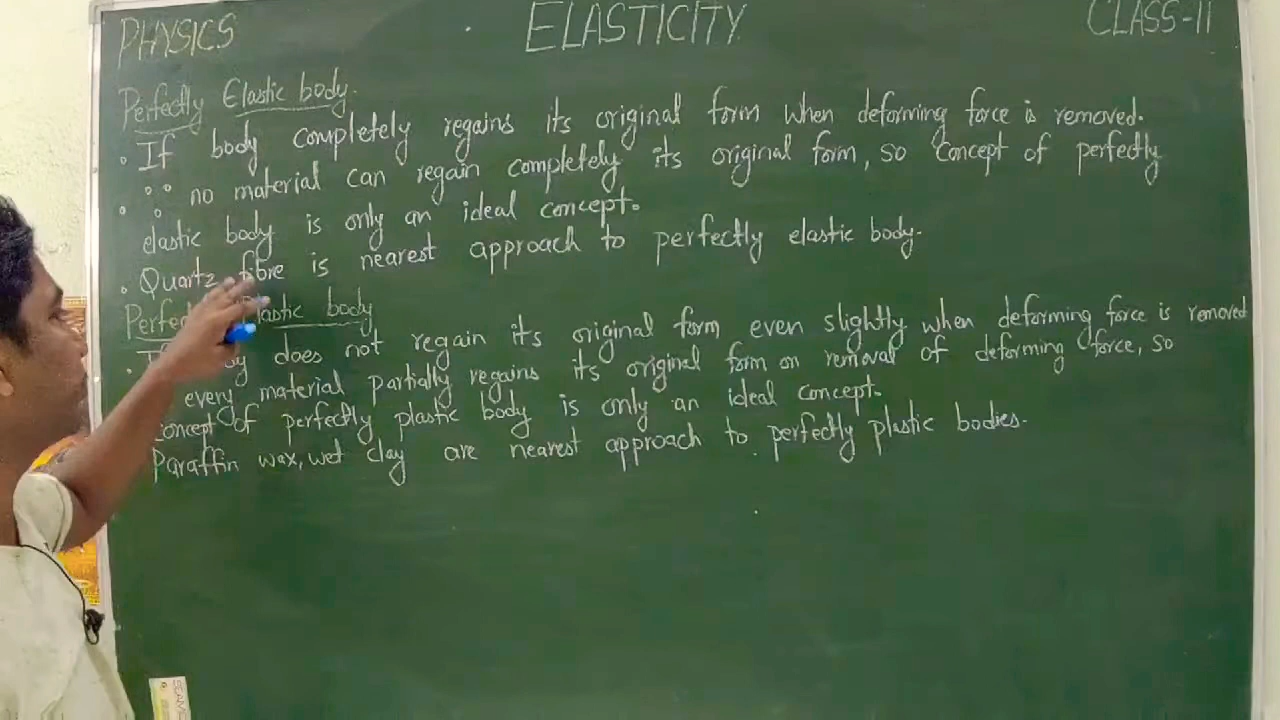 PHYSICS ELASTICITY CLASS-11
Perfectly Elastic body.
• If body completely regains its original form when deforming force is removed.
• ∵ no material can regain completely its original form, so concept of perfectly
elastic body is only an ideal concept.
• Quartz fibre is nearest approach to perfectly elastic body.
body
• does not regain its original form even slightly when deforming force is removed
every material partially regains its original form on removal of deforming force, so
concept of perfectly plastic body is only an ideal concept.
Paraffin wax, wet clay are nearest approach to perfectly plastic bodies.